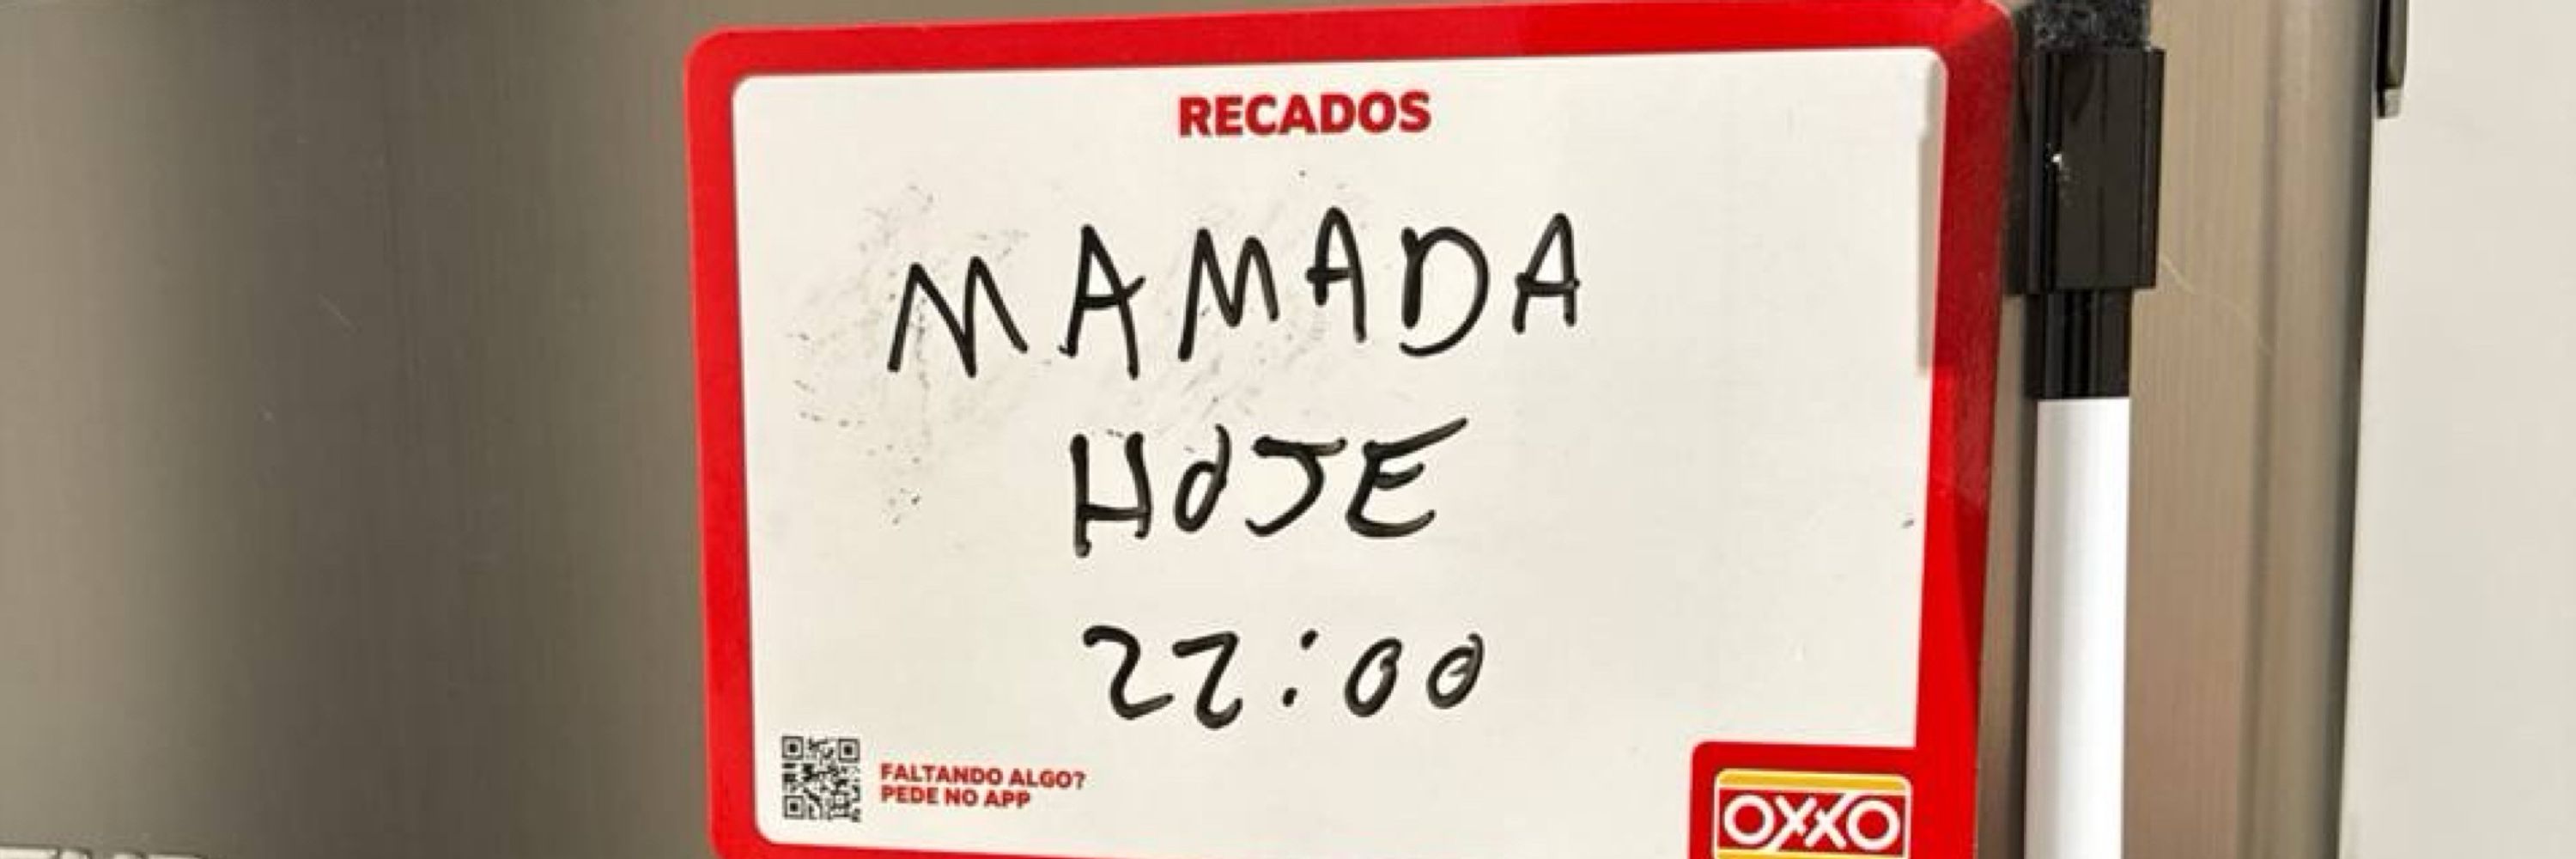 RECADOS
MAMADA
HOJE
22:00
FALTANDO ALGO?
PEDE NO APP
OXXO